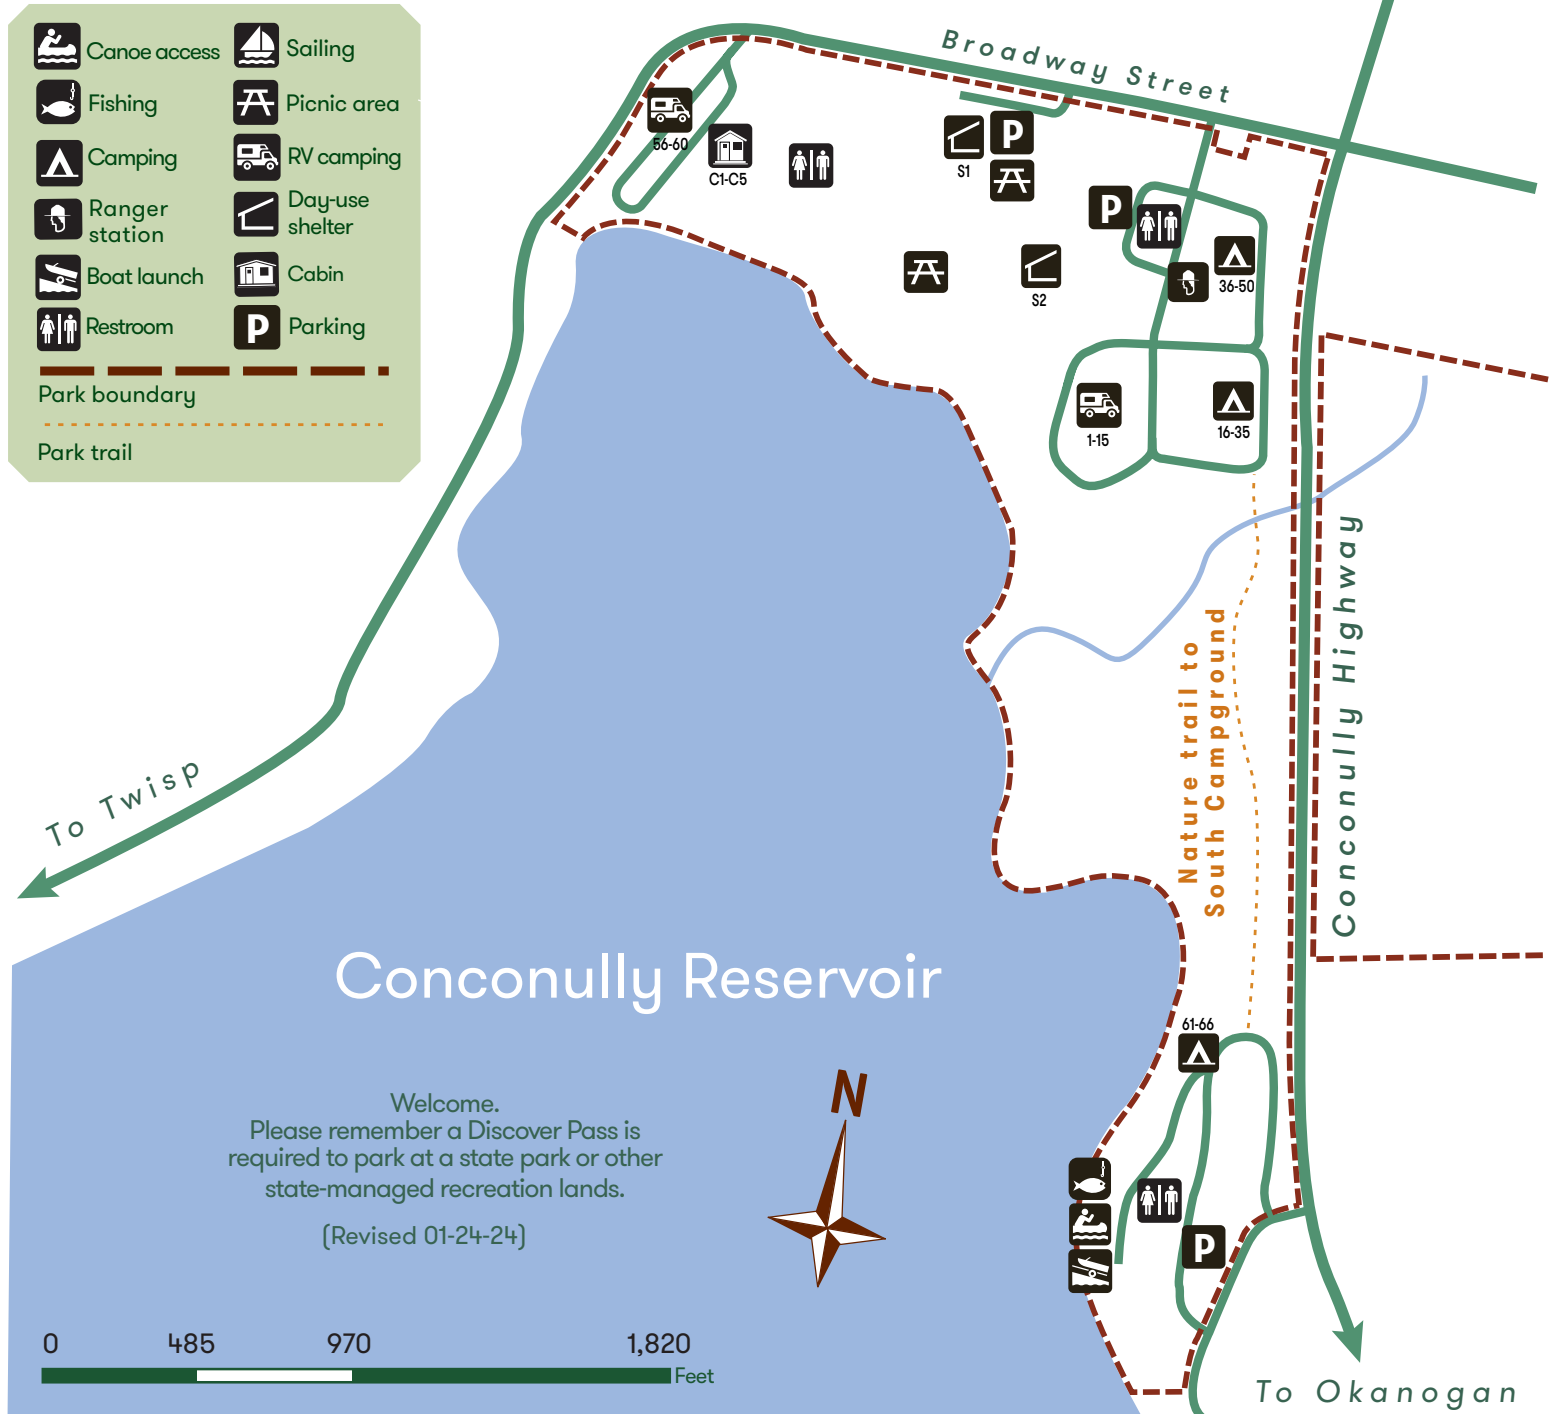 Canoe access
Sailing
Fishing
Picnic area
Camping
RV camping
Ranger
station
Day-use
shelter
Boat launch
Cabin
Restroom
P
Parking
Park boundary
Park trail
Broadway Street
56-60
C1-C5
S1
P
P
S2
36-50
1-15
16-35
Conconully Highway
Nature trail to
South Campground
To Twisp
Conconully Reservoir
61-66
P
N
Welcome.
Please remember a Discover Pass is
required to park at a state park or other
state-managed recreation lands.
(Revised 01-24-24)
0 485 970 1,820
Feet
To Okanogan